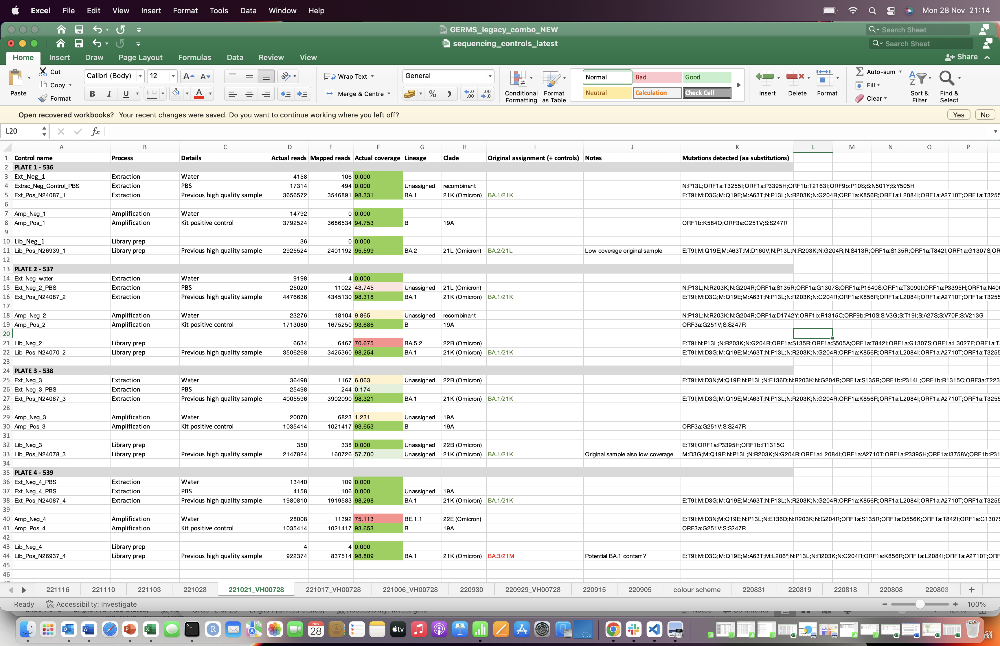 Excel File Edit View Insert Format Tools Data Window Help Mon 28 Nov 21:14
GERMS_legacy_combo_NEW Search Sheet
sequencing_controls_latest Search Sheet
Home Insert Draw Page Layout Formulas Data Review View Share
Paste Cut Copy Format Calibri (Body) 12 Wrap Text Merge & Centre General Conditional Formatting Format as Table Normal Bad Good Neutral Calculation Check Cell Insert Delete Format Auto-sum Fill Clear Sort & Filter Find & Select
Open recovered workbooks? Your recent changes were saved. Do you want to continue working where you left off? Yes No
L20 fx
A B C D E F G H I J K L M N O P
1 Control name Process Details Actual reads Mapped reads Actual coverage Lineage Clade Original assignment (+ controls) Notes Mutations detected (aa substitutions)
2 PLATE 1 - 536
3 Ext_Neg_1 Extraction Water 4158 106 0.000
4 Extrac_Neg_Control_PBS Extraction PBS 17314 494 0.000 Unassigned recombinant N:P13L;ORF1a:T3255I;ORF1a:P3395H;ORF1b:T2163I;ORF9b:P10S;S:N501Y;S:Y505H
5 Ext_Pos_N24087_1 Extraction Previous high quality sample 3656572 3546891 98.331 BA.1 21K (Omicron) BA.1/21K E:T9I;M:D3G;M:Q19E;M:A63T;N:P13L;N:R203K;N:G204R;ORF1a:K856R;ORF1a:L2084I;ORF1a:A2710T;ORF1a:T3255
6
7 Amp_Neg_1 Amplification Water 14792 0 0.000
8 Amp_Pos_1 Amplification Kit positive control 3792524 3686534 94.753 B 19A ORF1b:K584Q;ORF3a:G251V;S:S247R
9
10 Lib_Neg_1 Library prep 36 0 0.000
11 Lib_Pos_N26939_1 Library prep Previous high quality sample 2925524 2401192 95.599 BA.2 21L (Omicron) BA.2/21L Low coverage original sample E:T9I;M:Q19E;M:A63T;M:D160V;N:P13L;N:R203K;N:G204R;N:S413R;ORF1a:S135R;ORF1a:T842I;ORF1a:G1307S;OR
12
13 PLATE 2 - 537
14 Ext_Neg_water Extraction Water 9198 4 0.000
15 Ext_Neg_2_PBS Extraction PBS 25020 11022 43.745 Unassigned 21L (Omicron) N:P13L;N:R203K;N:G204R;ORF1a:S135R;ORF1a:G1307S;ORF1a:P1640S;ORF1a:T3090I;ORF1a:P3395H;ORF1a:N406
16 Ext_Pos_N24087_2 Extraction Previous high quality sample 4476636 4345130 98.318 BA.1 21K (Omicron) BA.1/21K E:T9I;M:D3G;M:Q19E;M:A63T;N:P13L;N:R203K;N:G204R;ORF1a:K856R;ORF1a:L2084I;ORF1a:A2710T;ORF1a:T3255
17
18 Amp_Neg_2 Amplification Water 23276 18104 9.865 Unassigned recombinant N:P13L;N:R203K;N:G204R;ORF1a:D1742Y;ORF1b:R1315C;ORF9b:P10S;S:V3G;S:T19I;S:A27S;S:V70F;S:V213G
19 Amp_Pos_2 Amplification Kit positive control 1713080 1675250 93.686 B 19A ORF3a:G251V;S:S247R
20
21 Lib_Neg_2 Library prep 6634 6467 70.675 BA.5.2 22B (Omicron) E:T9I;N:P13L;N:R203K;N:G204R;ORF1a:S135R;ORF1a:S505A;ORF1a:T842I;ORF1a:G1307S;ORF1a:L3027F;ORF1a:T
22 Lib_Pos_N24070_2 Library prep Previous high quality sample 3506268 3425360 98.254 BA.1 21K (Omicron) BA.1/21K E:T9I;M:D3G;M:Q19E;M:A63T;N:P13L;N:R203K;N:G204R;ORF1a:K856R;ORF1a:L2084I;ORF1a:A2710T;ORF1a:T3255
23
24 PLATE 3 - 538
25 Ext_Neg_3 Extraction Water 36498 1167 6.063 Unassigned 22B (Omicron) E:T9I;M:D3N;M:Q19E;N:P13L;N:E136D;N:R203K;N:G204R;ORF1a:S135R;ORF1b:P314L;ORF1b:R1315C;ORF3a:T223
26 Ext_Neg_3_PBS Extraction PBS 25498 244 0.174
27 Ext_Pos_N24087_3 Extraction Previous high quality sample 4005596 3902090 98.321 BA.1 21K (Omicron) BA.1/21K E:T9I;M:D3G;M:Q19E;M:A63T;N:P13L;N:R203K;N:G204R;ORF1a:K856R;ORF1a:L2084I;ORF1a:A2710T;ORF1a:T3255
28
29 Amp_Neg_3 Amplification Water 20070 6823 1.231 Unassigned 19A
30 Amp_Pos_3 Amplification Kit positive control 1035414 1021417 93.653 B 19A ORF3a:G251V;S:S247R
31
32 Lib_Neg_3 Library prep 350 338 0.000 Unassigned 22B (Omicron) E:T9I;ORF1a:P3395H;ORF1b:R1315C
33 Lib_Pos_N24078_3 Library prep Previous high quality sample 2147824 160726 57.700 Unassigned 21K (Omicron) BA.1/21K Original sample also low coverage M:D3G;M:Q19E;N:P13L;N:R203K;N:G204R;ORF1a:L2084I;ORF1a:A2710T;ORF1a:P3395H;ORF1a:I3758V;ORF1b:P31
34
35 PLATE 4 - 539
36 Ext_Neg_4_PBS Extraction Water 13440 109 0.000
37 Ext_Neg_4_PBS Extraction PBS 4158 106 0.000 Unassigned 19A
38 Ext_Pos_N24087_4 Extraction Previous high quality sample 1980810 1919583 98.298 BA.1 21K (Omicron) BA.1/21K E:T9I;M:D3G;M:Q19E;M:A63T;N:P13L;N:R203K;N:G204R;ORF1a:K856R;ORF1a:L2084I;ORF1a:A2710T;ORF1a:T3255
39
40 Amp_Neg_4 Amplification Water 28008 11392 75.113 BE.1.1 22E (Omicron) E:T9I;M:D3N;M:Q19E;N:P13L;N:E136D;N:R203K;N:G204R;ORF1a:S135R;ORF1a:Q556K;ORF1a:T842I;ORF1a:G1307S
41 Amp_Pos_4 Amplification Kit positive control 1035414 1021417 93.653 B 19A ORF3a:G251V;S:S247R
42
43 Lib_Neg_4 Library prep 4 4 0.000
44 Lib_Pos_N26937_4 Library prep Previous high quality sample 922374 837514 98.809 BA.1 21K (Omicron) BA.3/21M Potential BA.1 contam? E:T9I;M:D3G;M:Q19E;M:A63T;M:L206*;N:P13L;N:R203K;N:G204R;ORF1a:K856R;ORF1a:L2084I;ORF1a:A2710T;ORF
45
46
221116 221110 221103 221028 221021_VH00728 221017_VH00728 221006_VH00728 220930 220929_VH00728 220915 220905 colour scheme 220831 220819 220818 220808 220803
Ready Accessibility: Investigate 100%
NOV 28 tv Gx